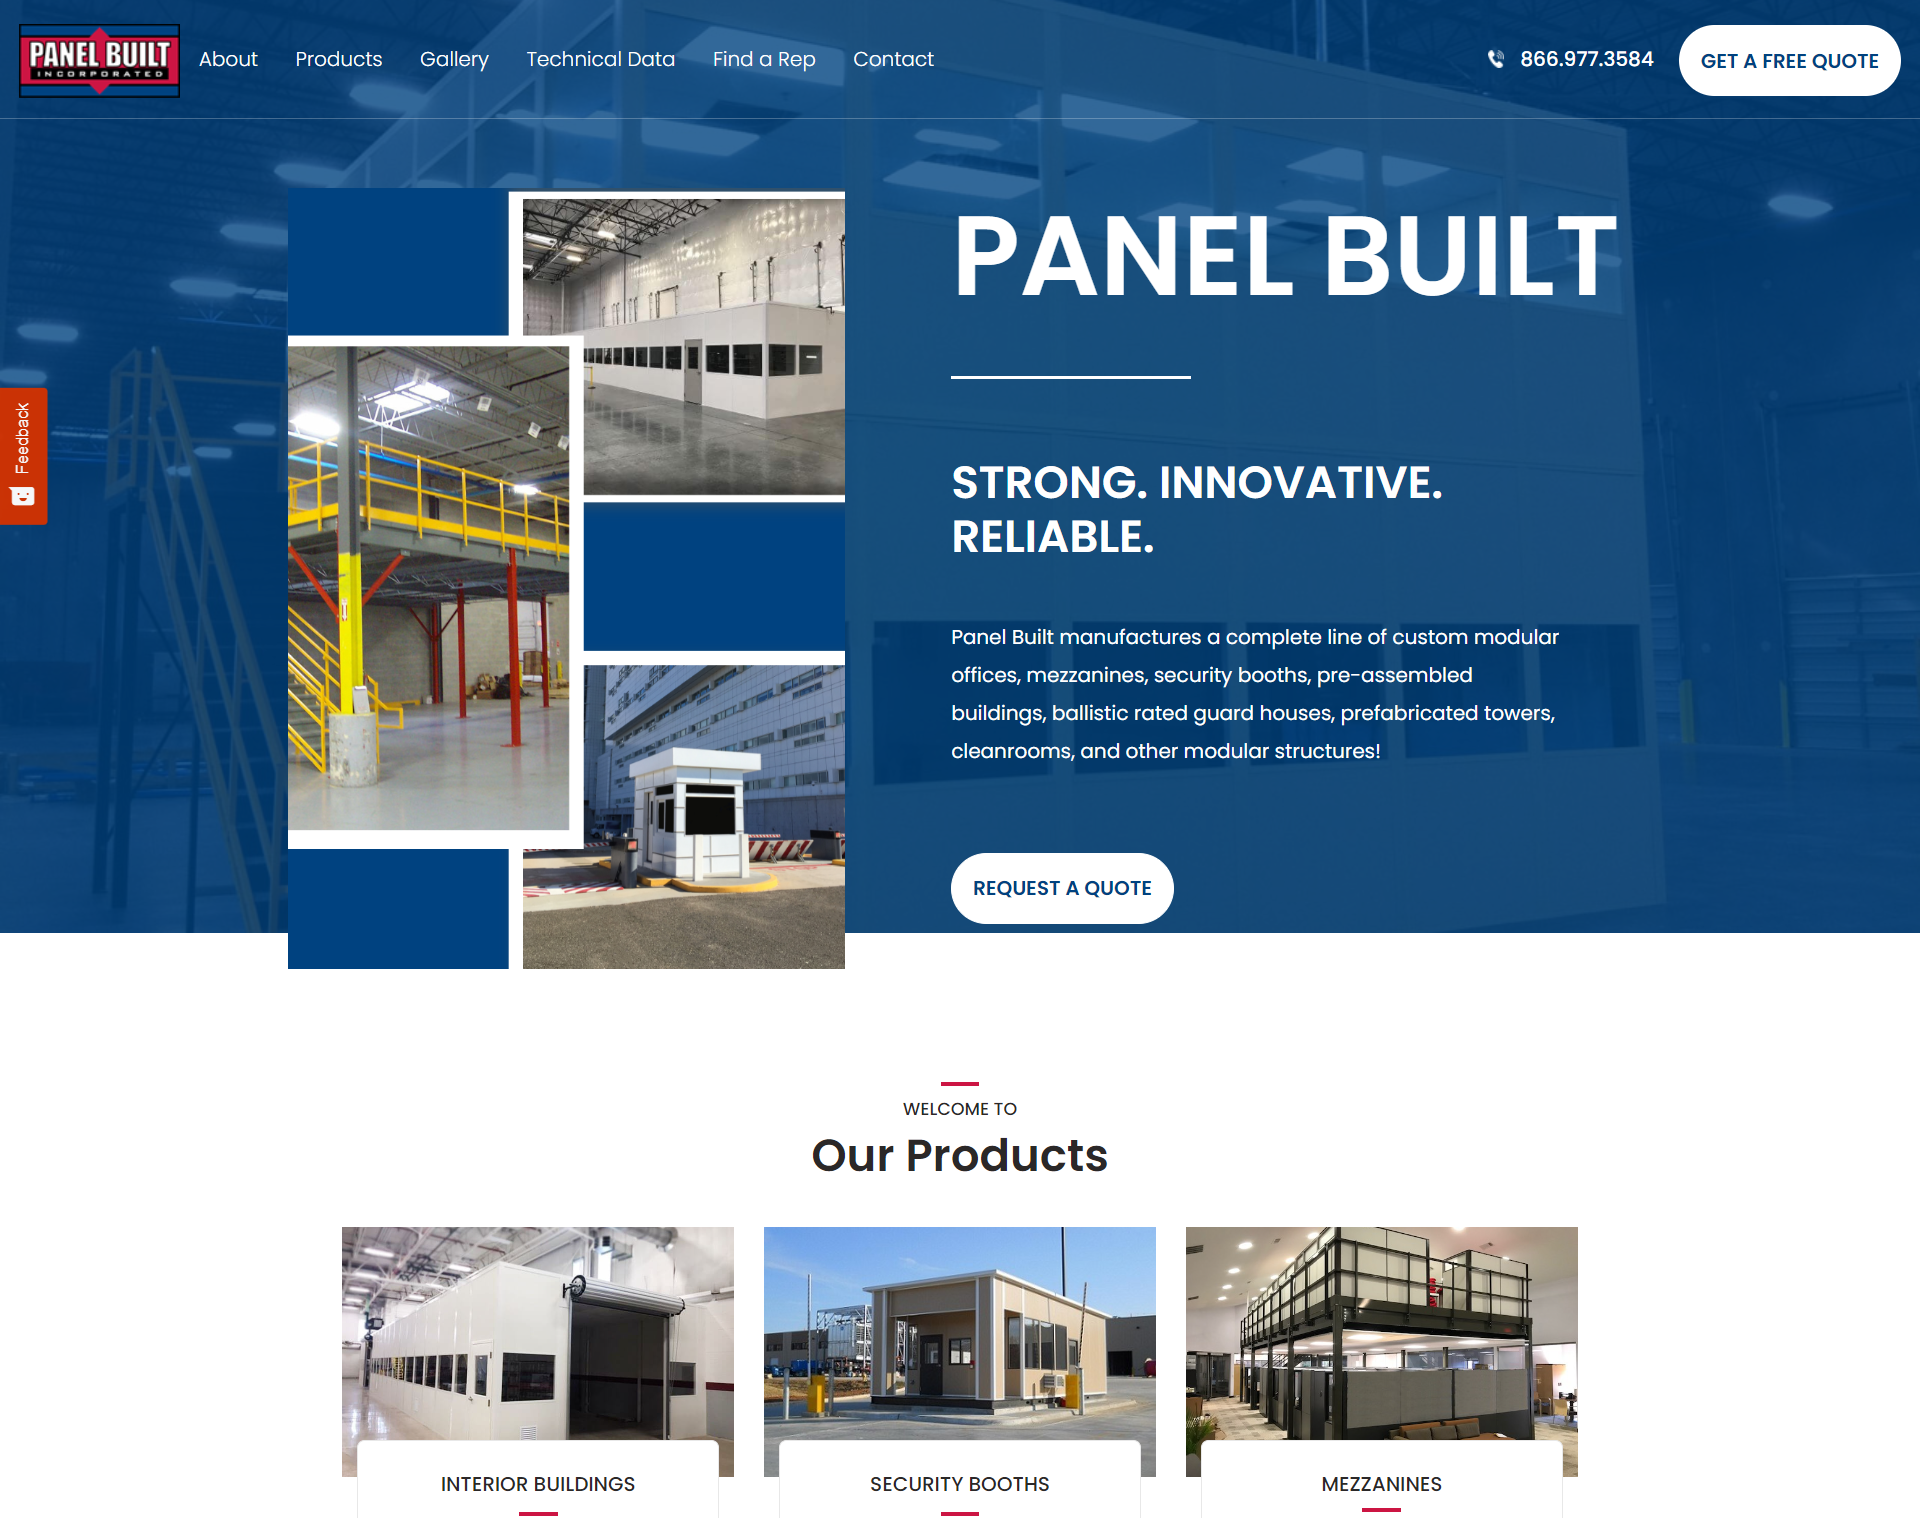 PANEL BUILT
INCORPORATED
About
Products
Gallery
Technical Data
Find a Rep
Contact
866.977.3584
GET A FREE QUOTE
PANEL BUILT
Feedback
STRONG. INNOVATIVE.
RELIABLE.
Panel Built manufactures a complete line of custom modular
offices, mezzanines, security booths, pre-assembled
buildings, ballistic rated guard houses, prefabricated towers,
cleanrooms, and other modular structures!
REQUEST A QUOTE
WELCOME TO
Our Products
INTERIOR BUILDINGS
SECURITY BOOTHS
MEZZANINES